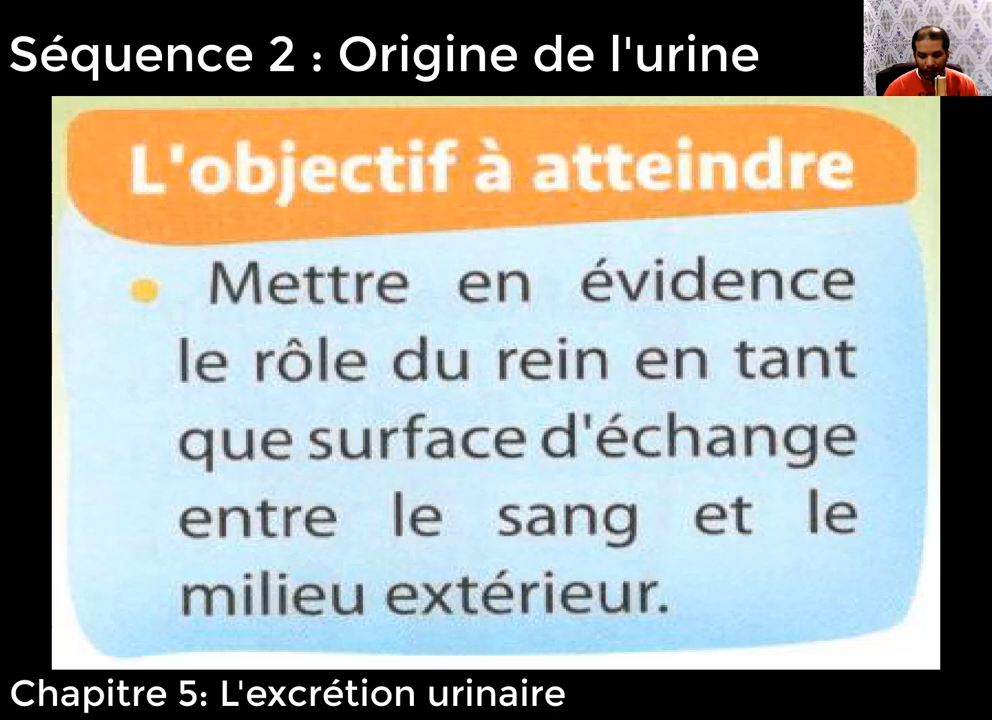 Séquence 2 : Origine de l'urine
L'objectif à atteindre
Mettre en évidence
le rôle du rein en tant
que surface d'échange
entre le sang et le
milieu extérieur.
Chapitre 5: L'excrétion urinaire